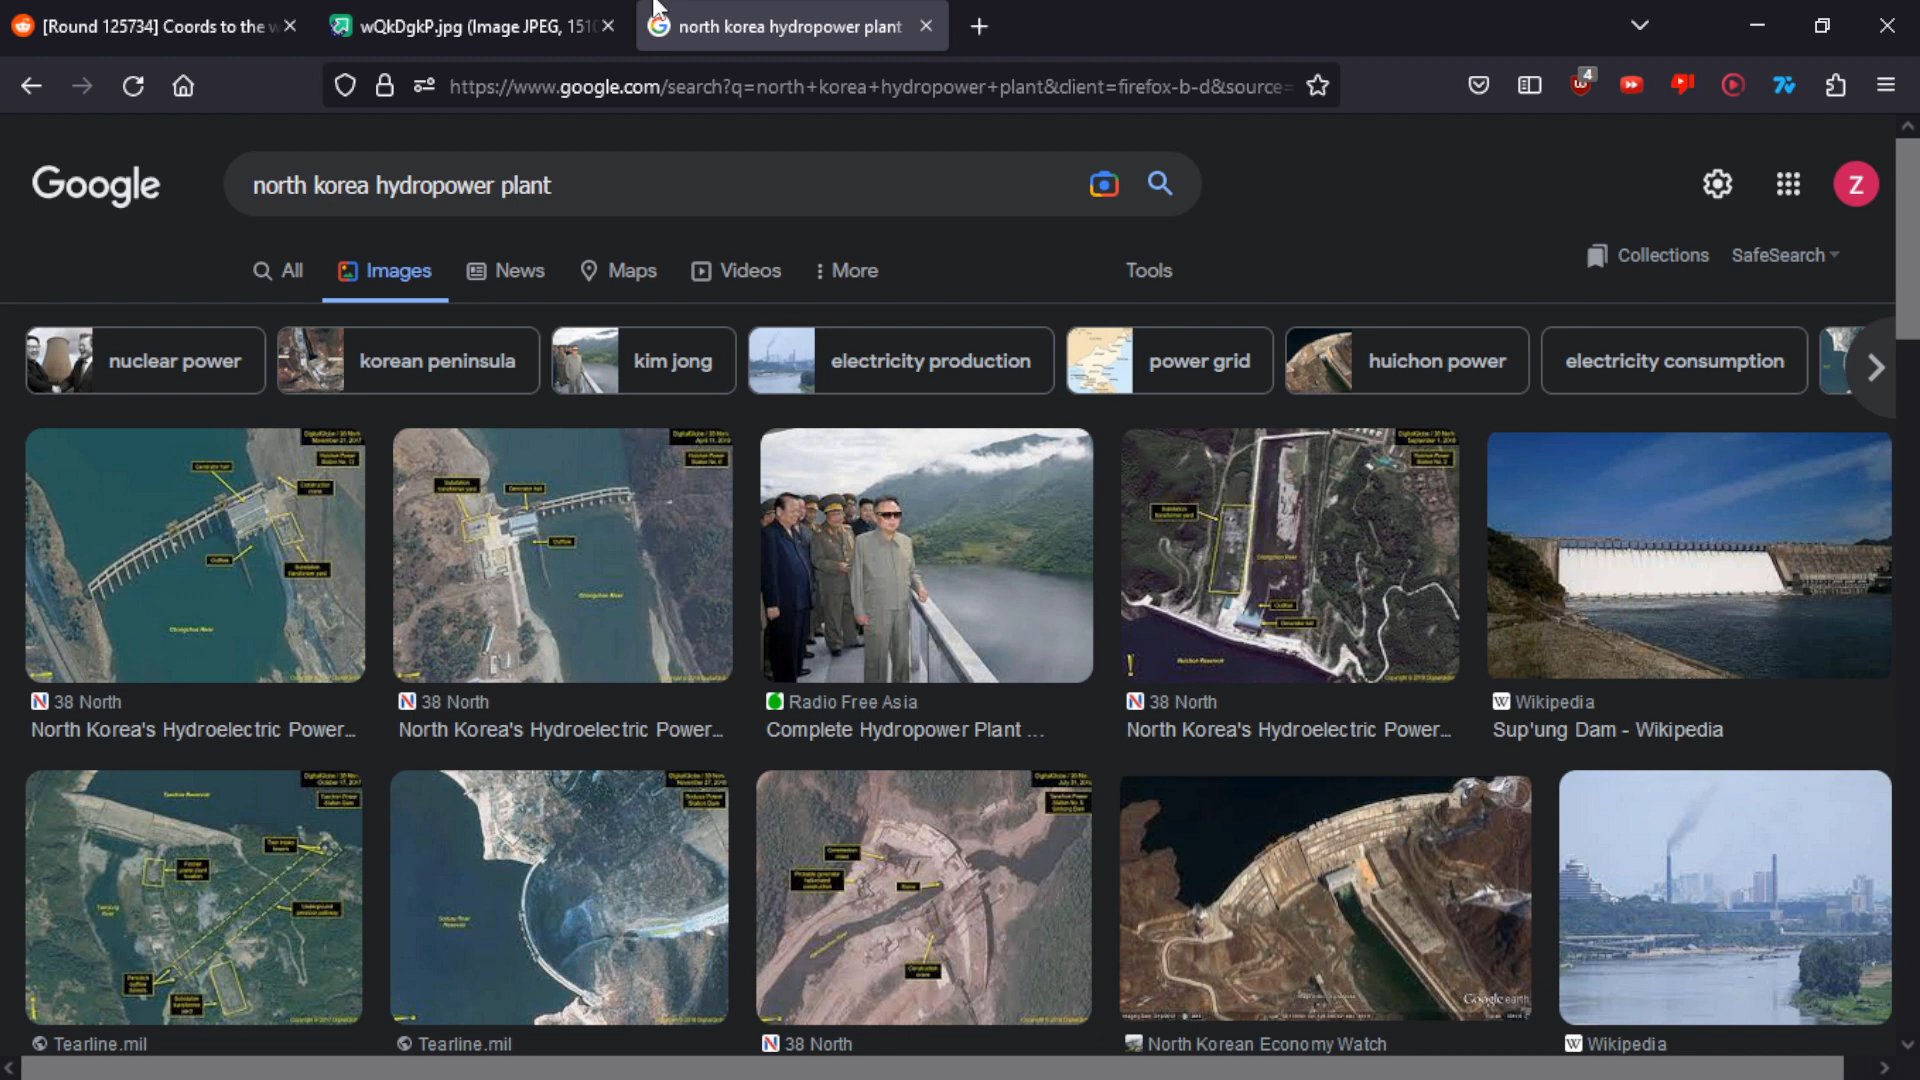 [Round 125734] Coords to the w
wQkDgkP.jpg (Image JPEG, 151
north korea hydropower plant
https://www.google.com/search?q=north+korea+hydropower+plant&client=firefox-b-d&source=
4
Google
north korea hydropower plant
Z
All
Images
News
Maps
Videos
More
Tools
Collections
SafeSearch
nuclear power
korean peninsula
kim jong
electricity production
power grid
huichon power
electricity consumption
38 North
North Korea's Hydroelectric Power...
38 North
North Korea's Hydroelectric Power...
Radio Free Asia
Complete Hydropower Plant ...
38 North
North Korea's Hydroelectric Power...
Wikipedia
Sup'ung Dam - Wikipedia
Google earth
Tearline.mil
Tearline.mil
38 North
North Korean Economy Watch
Wikipedia